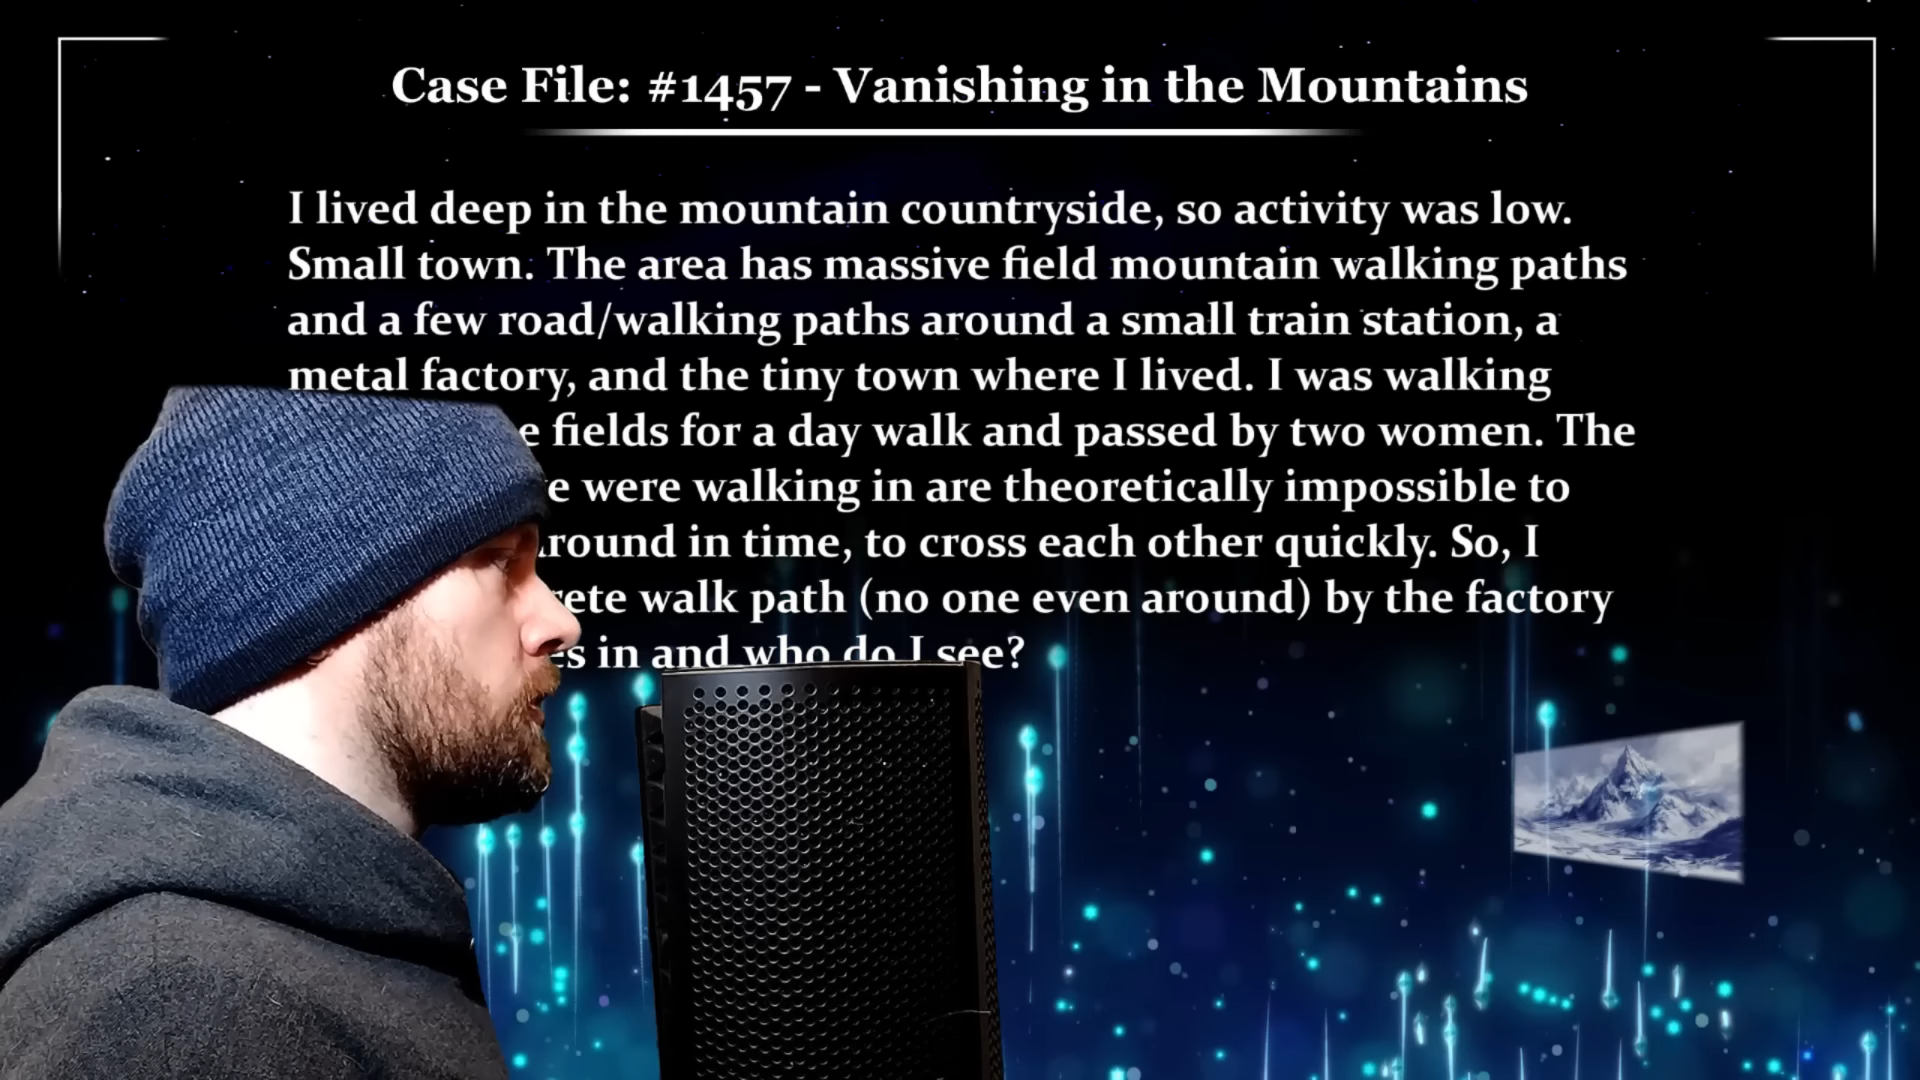 Case File: #1457 - Vanishing in the Mountains
I lived deep in the mountain countryside, so activity was low.
Small town. The area has massive field mountain walking paths
and a few road/walking paths around a small train station, a
metal factory, and the tiny town where I lived. I was walking
fields for a day walk and passed by two women. The
were walking in are theoretically impossible to
around in time, to cross each other quickly. So, I
walk path (no one even around) by the factory
in and who do I see?